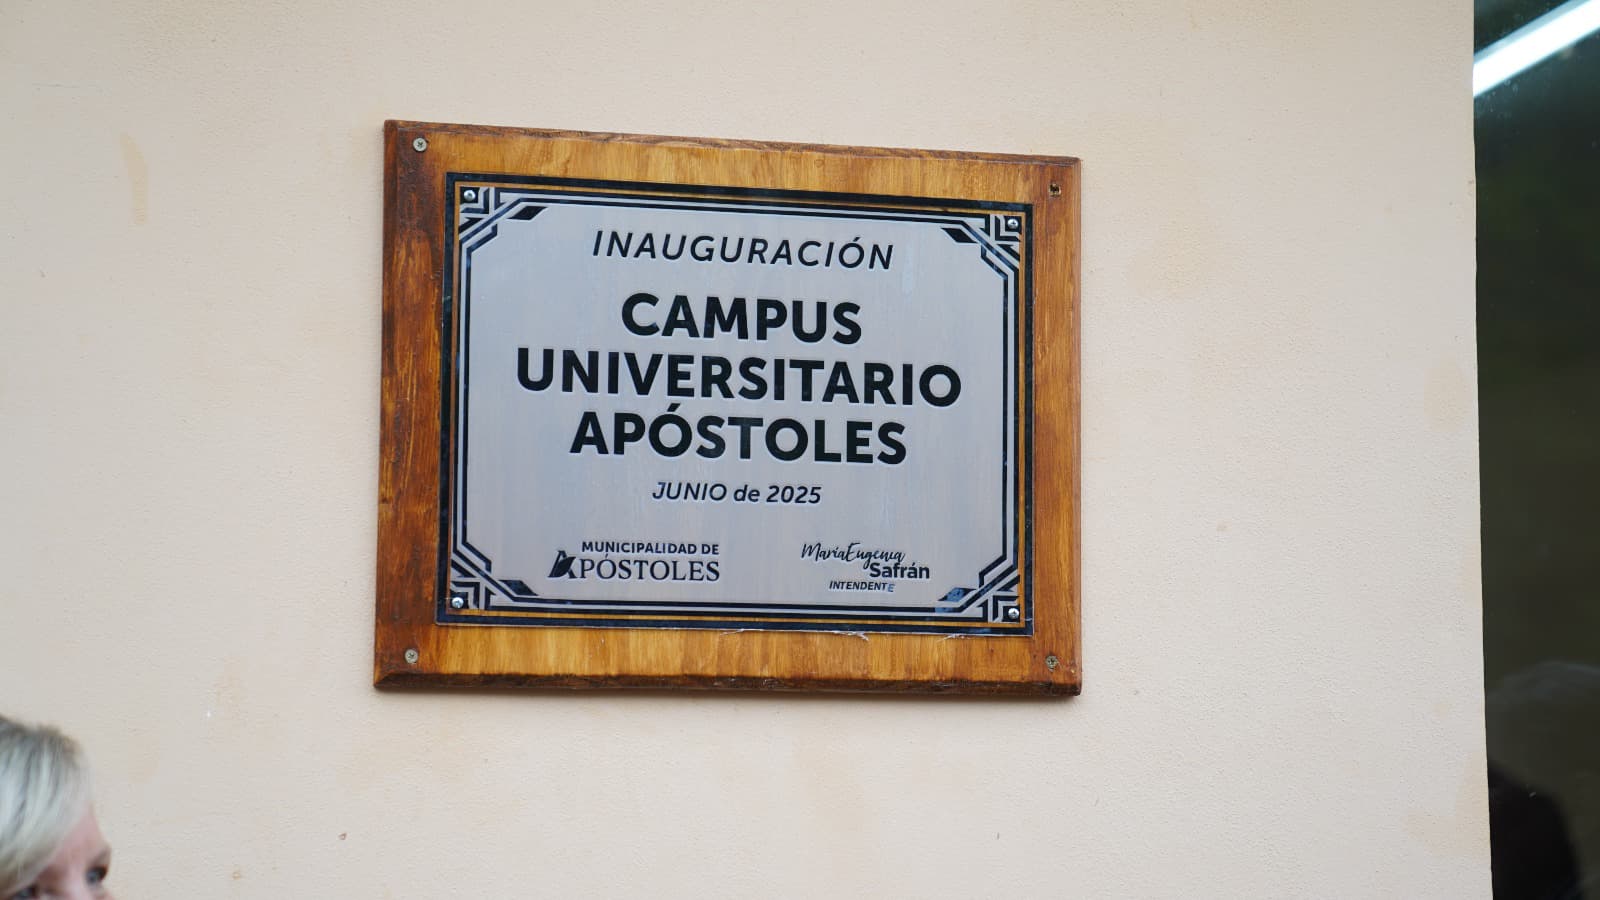 INAUGURACIÓN
CAMPUS
UNIVERSITARIO
APÓSTOLES
JUNIO de 2025
MUNICIPALIDAD DE
APÓSTOLES
María Eugenia
Safrán
INTENDENTE